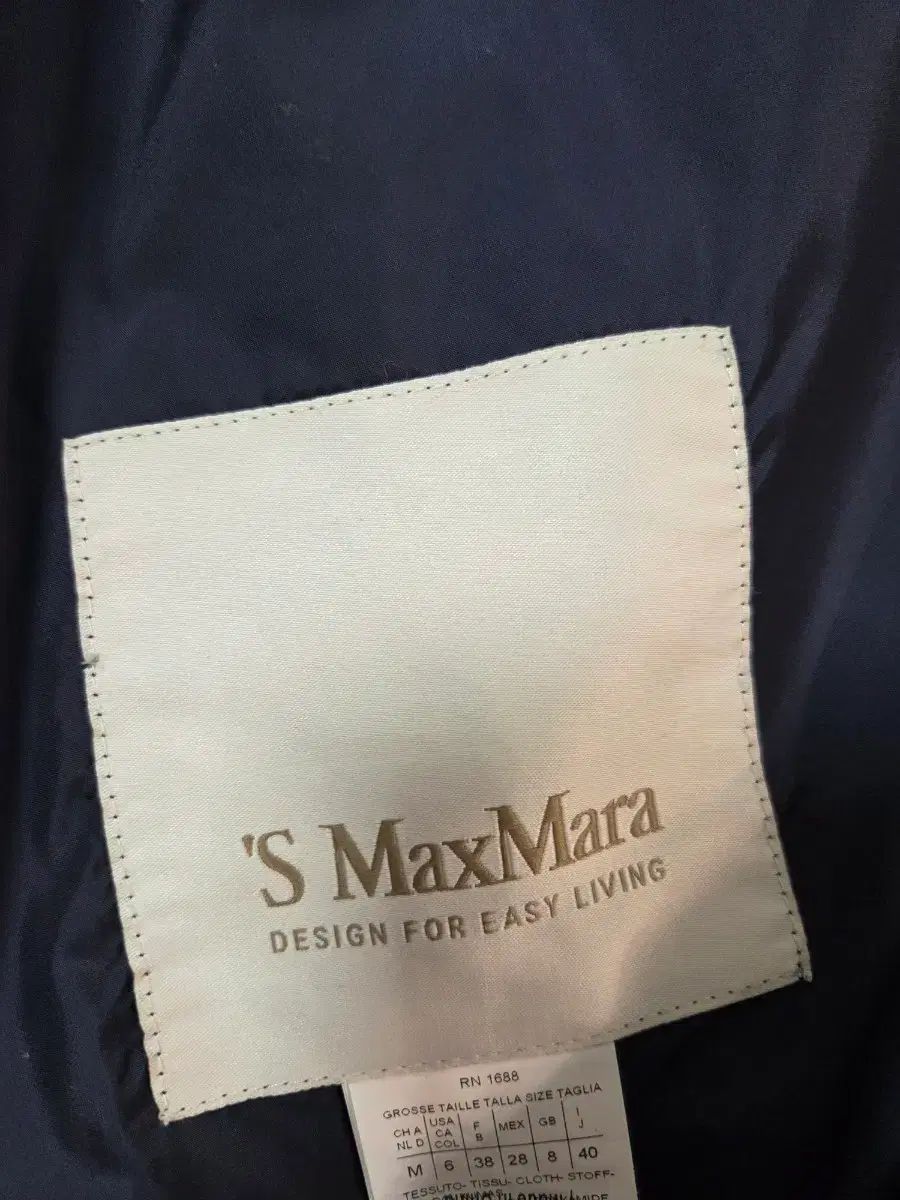 'S MaxMara
DESIGN FOR EASY LIVING
RN 1688
GROSSE TAILLE TALLA SIZE TAGLIA
CH A USA F MEX GB I
NL D CA B J
COL
M 6 38 28 8 40
TESSUTO- TISSU- CLOTH- STOFF-